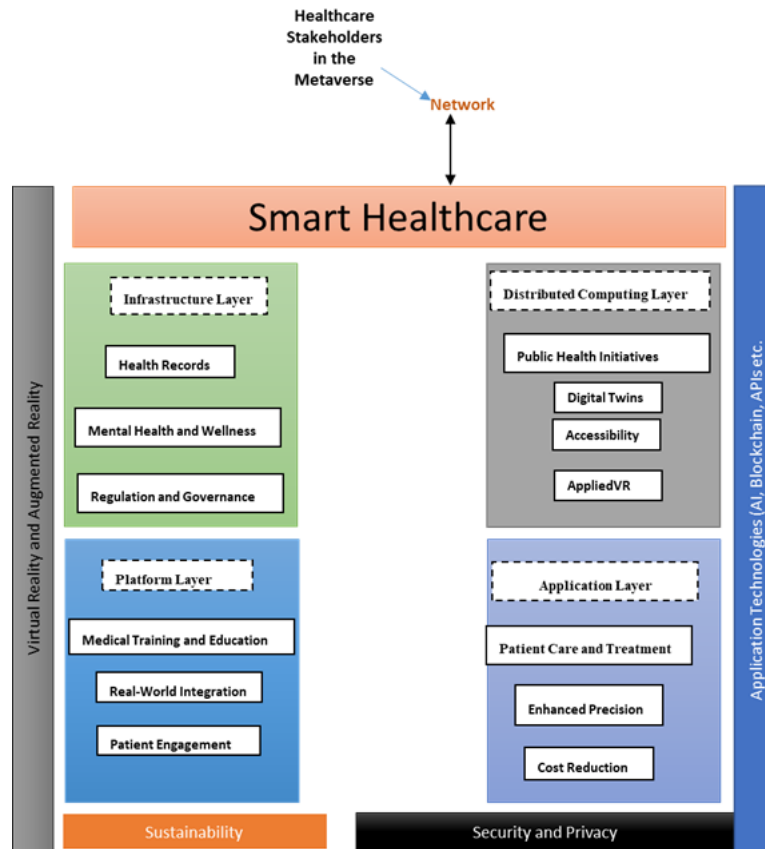 Healthcare
Stakeholders
in the
Metaverse
Network
Smart Healthcare
Virtual Reality and Augmented Reality
Infrastructure Layer
Health Records
Mental Health and Wellness
Regulation and Governance
Distributed Computing Layer
Public Health Initiatives
Digital Twins
Accessibility
AppliedVR
Platform Layer
Medical Training and Education
Real-World Integration
Patient Engagement
Application Layer
Patient Care and Treatment
Enhanced Precision
Cost Reduction
Application Technologies (AI, Blockchain, APIs etc.
Sustainability
Security and Privacy